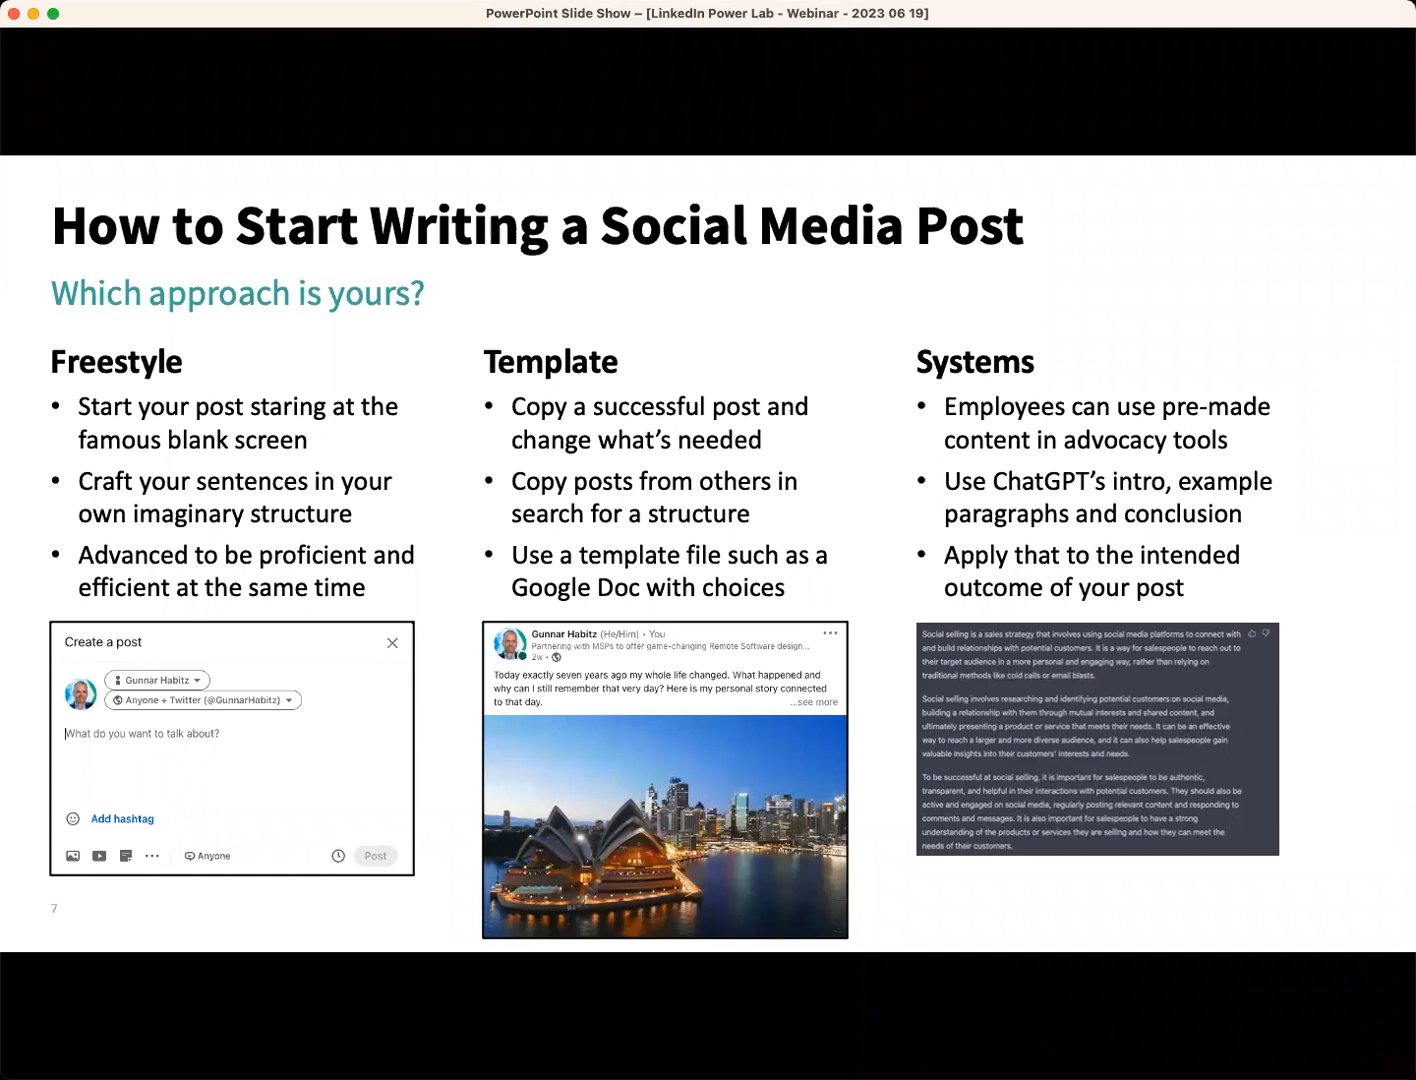 PowerPoint Slide Show – [LinkedIn Power Lab - Webinar - 2023 06 19]
How to Start Writing a Social Media Post
Which approach is yours?
Freestyle
• Start your post staring at the
famous blank screen
• Craft your sentences in your
own imaginary structure
• Advanced to be proficient and
efficient at the same time
Create a post
Gunnar Habitz
Anyone + Twitter (@GunnarHabitz)
What do you want to talk about?
Add hashtag
Anyone
Post
7
Template
• Copy a successful post and
change what's needed
• Copy posts from others in
search for a structure
• Use a template file such as a
Google Doc with choices
Gunnar Habitz (He/Him) • You
Partnering with MSPs to offer game-changing Remote Software design...
2w •
Today exactly seven years ago my whole life changed. What happened and
why can I still remember that very day? Here is my personal story connected
to that day.
...see more
Systems
• Employees can use pre-made
content in advocacy tools
• Use ChatGPT's intro, example
paragraphs and conclusion
• Apply that to the intended
outcome of your post
Social selling is a sales strategy that involves using social media platforms to connect with
and build relationships with potential customers. It is a way for salespeople to reach out to
their target audience in a more personal and engaging way, rather than relying on
traditional methods like cold calls or email blasts.
Social selling involves researching and identifying potential customers on social media,
building a relationship with them through mutual interests and shared content, and
ultimately presenting a product or service that meets their needs. It can be an effective
way to reach a larger and more diverse audience, and it can also help salespeople gain
valuable insights into their customers' interests and needs.
To be successful at social selling, it is important for salespeople to be authentic,
transparent, and helpful in their interactions with potential customers. They should also be
active and engaged on social media, regularly posting relevant content and responding to
comments and messages. It is also important for salespeople to have a strong
understanding of the products or services they are selling and how they can meet the
needs of their customers.